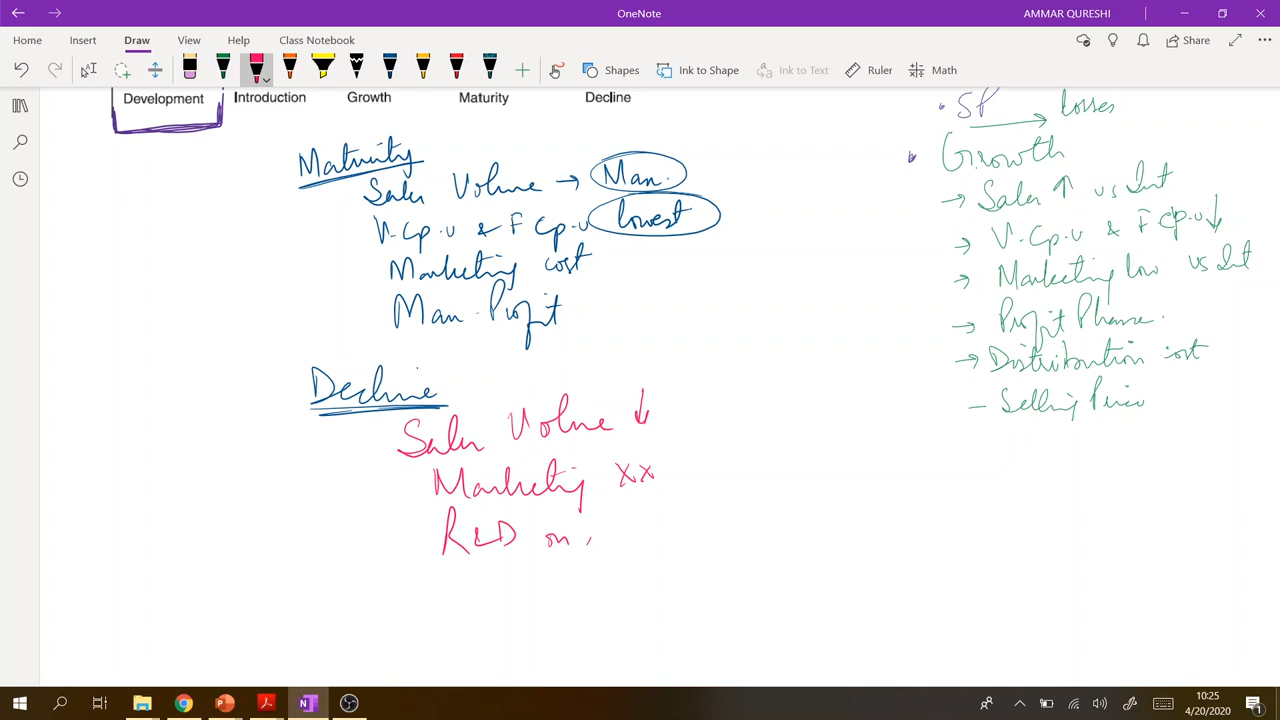 OneNote
AMMAR QURESHI
Home Insert Draw View Help Class Notebook
Share
Shapes Ink to Shape Ink to Text Ruler Math
Development Introduction Growth Maturity Decline
Maturity
Sales Volume → Max.
V.Cp.u & F Cp.u lowest
Marketing cost
Max Profit
Decline
Sales Volume ↓
Marketing XX
R&D on
• SP → losses
Growth
→ Sales ↑ vs Int
→ V.Cp.u & F Cp.u ↓
→ Marketing low vs Int
→ Profit Phase.
→ Distribution cost
- Selling Price
10:25
4/20/2020